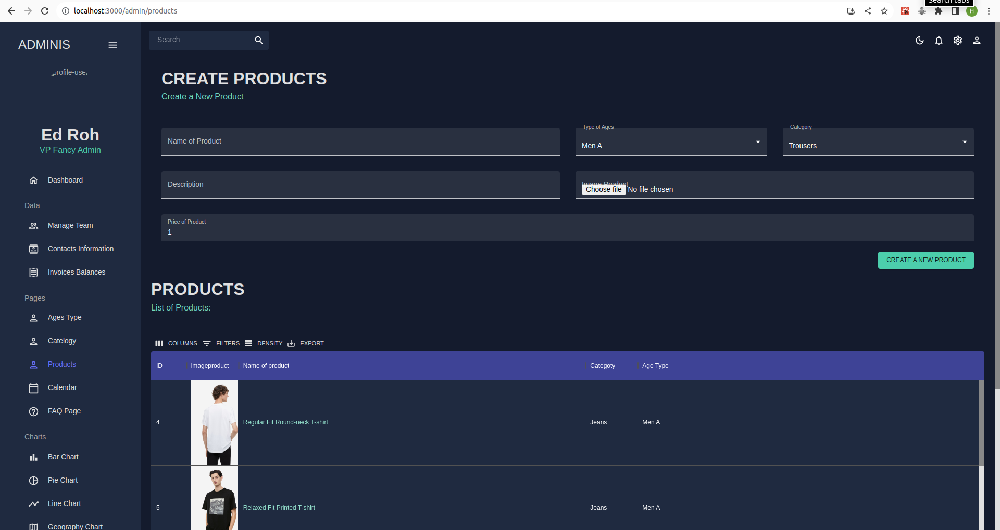 Search tabs
localhost:3000/admin/products
H
ADMINIS
Search
profile-user
CREATE PRODUCTS
Create a New Product
Ed Roh
VP Fancy Admin
Name of Product
Type of Ages
Men A
Category
Trousers
Description
Image Product
Choose file No file chosen
Price of Product
1
CREATE A NEW PRODUCT
Dashboard
Data
Manage Team
Contacts Information
Invoices Balances
Pages
Ages Type
Catelogy
Products
Calendar
FAQ Page
Charts
Bar Chart
Pie Chart
Line Chart
Geography Chart
PRODUCTS
List of Products:
COLUMNS FILTERS DENSITY EXPORT
ID imageproduct Name of product Categoty Age Type
4 Regular Fit Round-neck T-shirt Jeans Men A
5 Relaxed Fit Printed T-shirt Jeans Men A